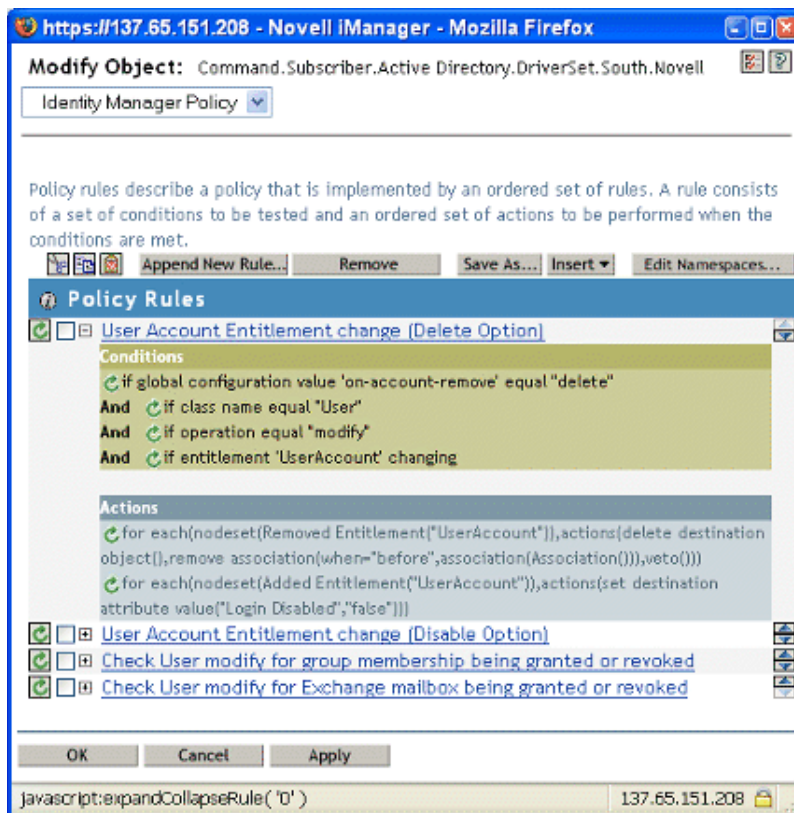 https://137.65.151.208 - Novell iManager - Mozilla Firefox
Modify Object: Command.Subscriber.Active Directory.DriverSet.South.Novell
Identity Manager Policy
Policy rules describe a policy that is implemented by an ordered set of rules. A rule consists
of a set of conditions to be tested and an ordered set of actions to be performed when the
conditions are met.
Append New Rule... Remove Save As... Insert Edit Namespaces...
Policy Rules
User Account Entitlement change (Delete Option)
Conditions
if global configuration value 'on-account-remove' equal "delete"
And if class name equal "User"
And if operation equal "modify"
And if entitlement 'UserAccount' changing
Actions
for each(nodeset(Removed Entitlement("UserAccount")),actions(delete destination
object(),remove association(when="before",association(Association())),veto()))
for each(nodeset(Added Entitlement("UserAccount")),actions(set destination
attribute value("Login Disabled","false")))
User Account Entitlement change (Disable Option)
Check User modify for group membership being granted or revoked
Check User modify for Exchange mailbox being granted or revoked
OK Cancel Apply
javascript:expandCollapseRule( '0' ) 137.65.151.208